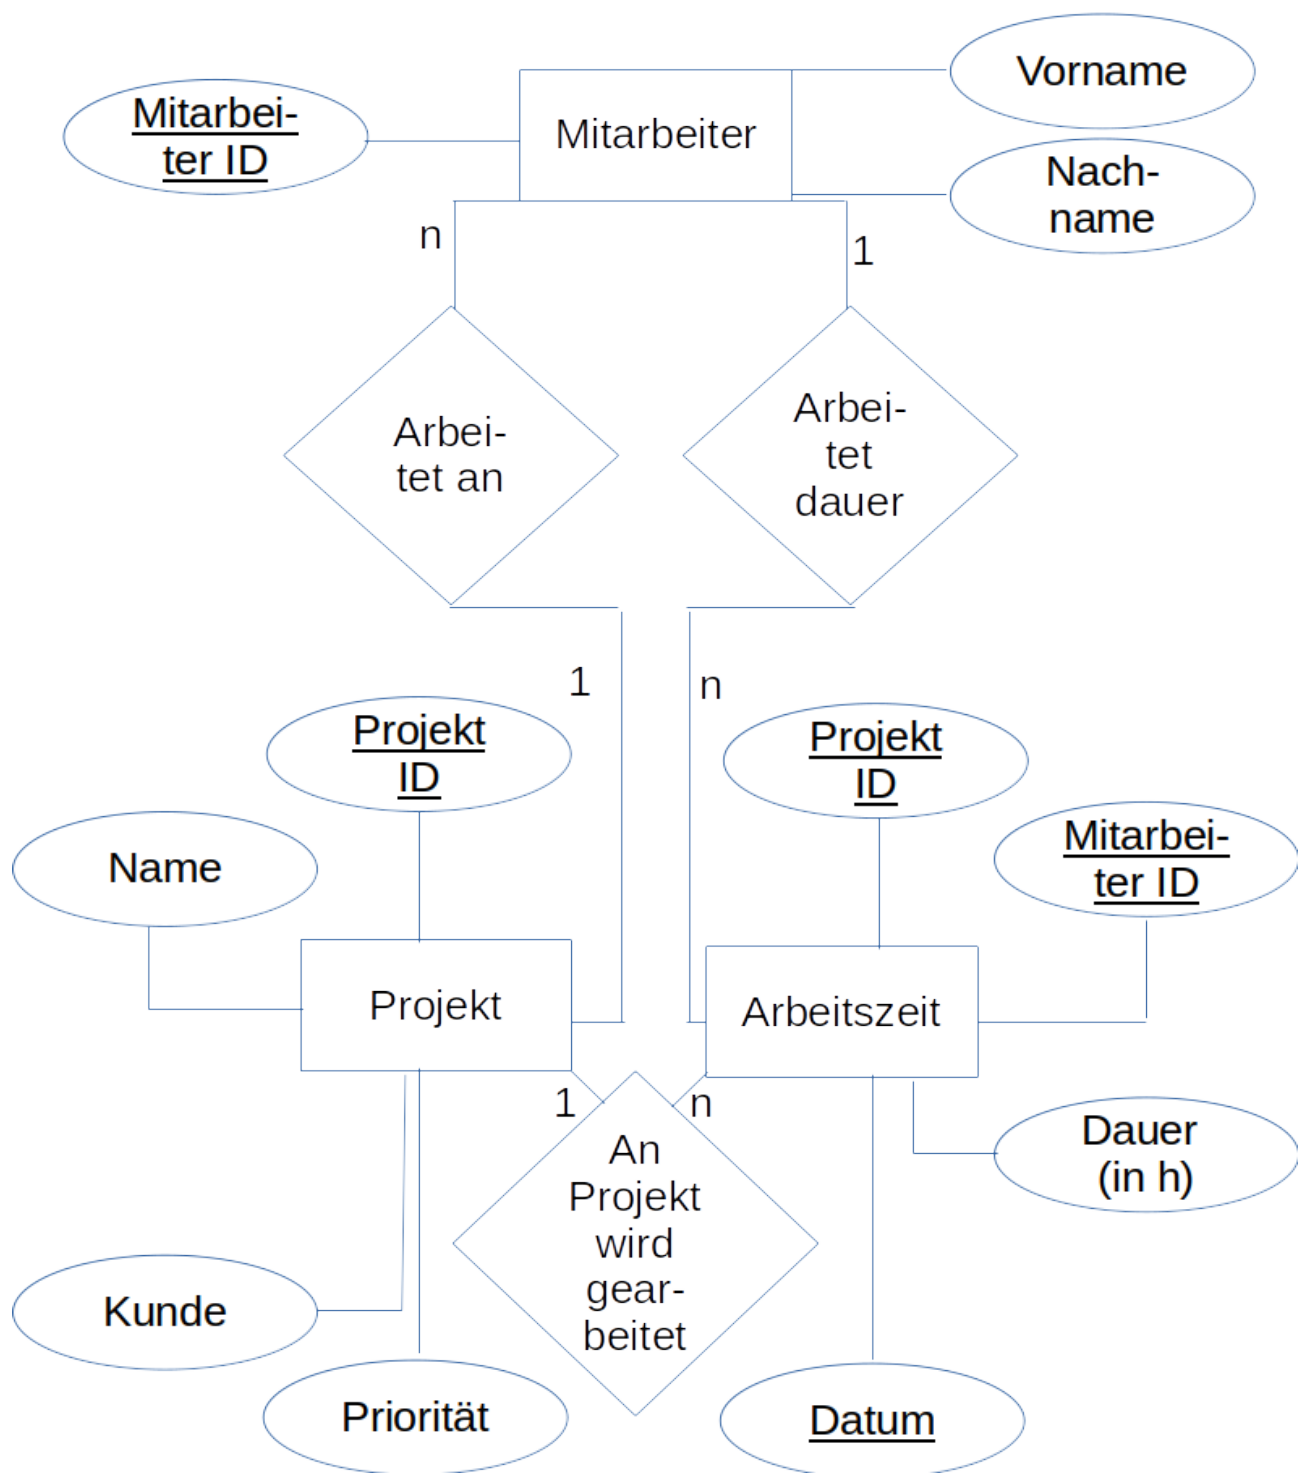 Vorname
Mitarbei-
ter ID
Mitarbeiter
Nach-
name
n
1
Arbei-
tet an
Arbei-
tet
dauer
1
n
Projekt
ID
Projekt
ID
Name
Mitarbei-
ter ID
Projekt
Arbeitszeit
1
n
An
Projekt
wird
gear-
beitet
Dauer
(in h)
Kunde
Priorität
Datum